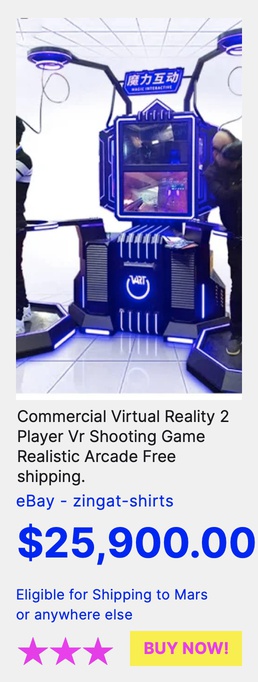 魔力互动
MAGIC INTERACTIVE
VART
Commercial Virtual Reality 2
Player Vr Shooting Game
Realistic Arcade Free
shipping.
eBay - zingat-shirts
$25,900.00
Eligible for Shipping to Mars
or anywhere else
BUY NOW!